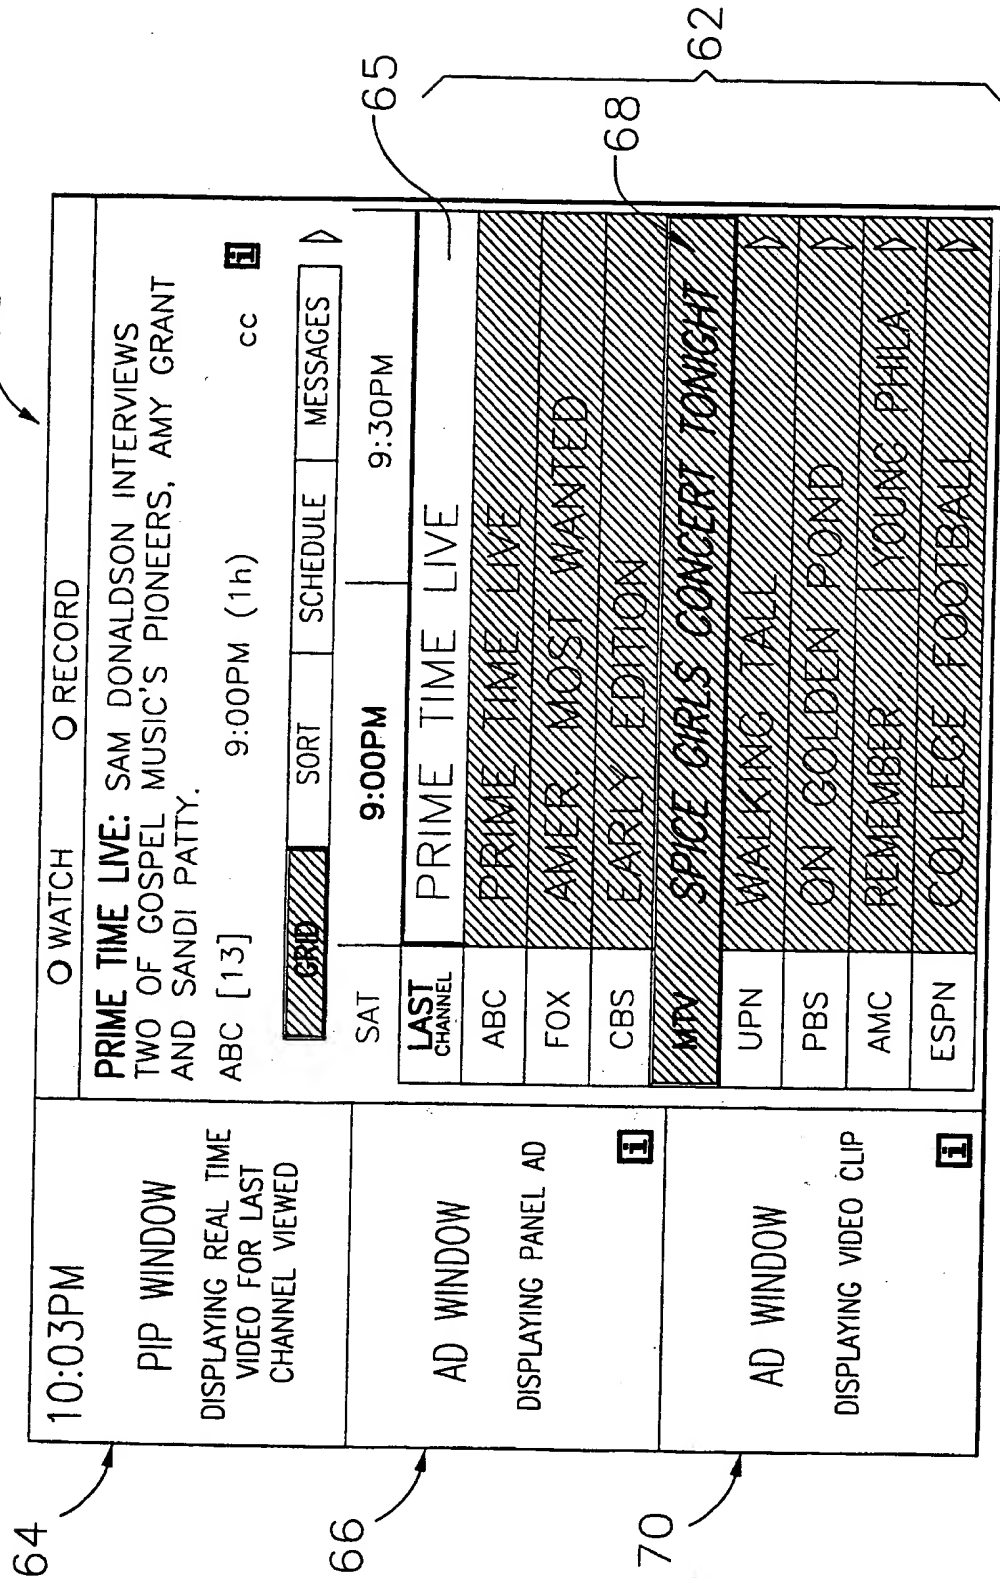 64
66
70
10:03PM
PIP WINDOW
DISPLAYING REAL TIME
VIDEO FOR LAST
CHANNEL VIEWED
AD WINDOW
DISPLAYING PANEL AD
i
AD WINDOW
DISPLAYING VIDEO CLIP
i
WATCH RECORD
PRIME TIME LIVE: SAM DONALDSON INTERVIEWS
TWO OF GOSPEL MUSIC'S PIONEERS, AMY GRANT
AND SANDI PATTY.
ABC [13] 9:00PM (1h) cc i
GRID SORT SCHEDULE MESSAGES
SAT 9:00PM 9:30PM
LAST CHANNEL PRIME TIME LIVE
ABC PRIME TIME LIVE
FOX AMER. MOST WANTED
CBS EARLY EDITION
MTV SPICE GIRLS CONCERT TONIGHT !
UPN WALKING TALL
PBS ON GOLDEN POND
AMC REMEMBER ... YOUNG PHILA..
ESPN COLLEGE FOOTBALL
65
68
62